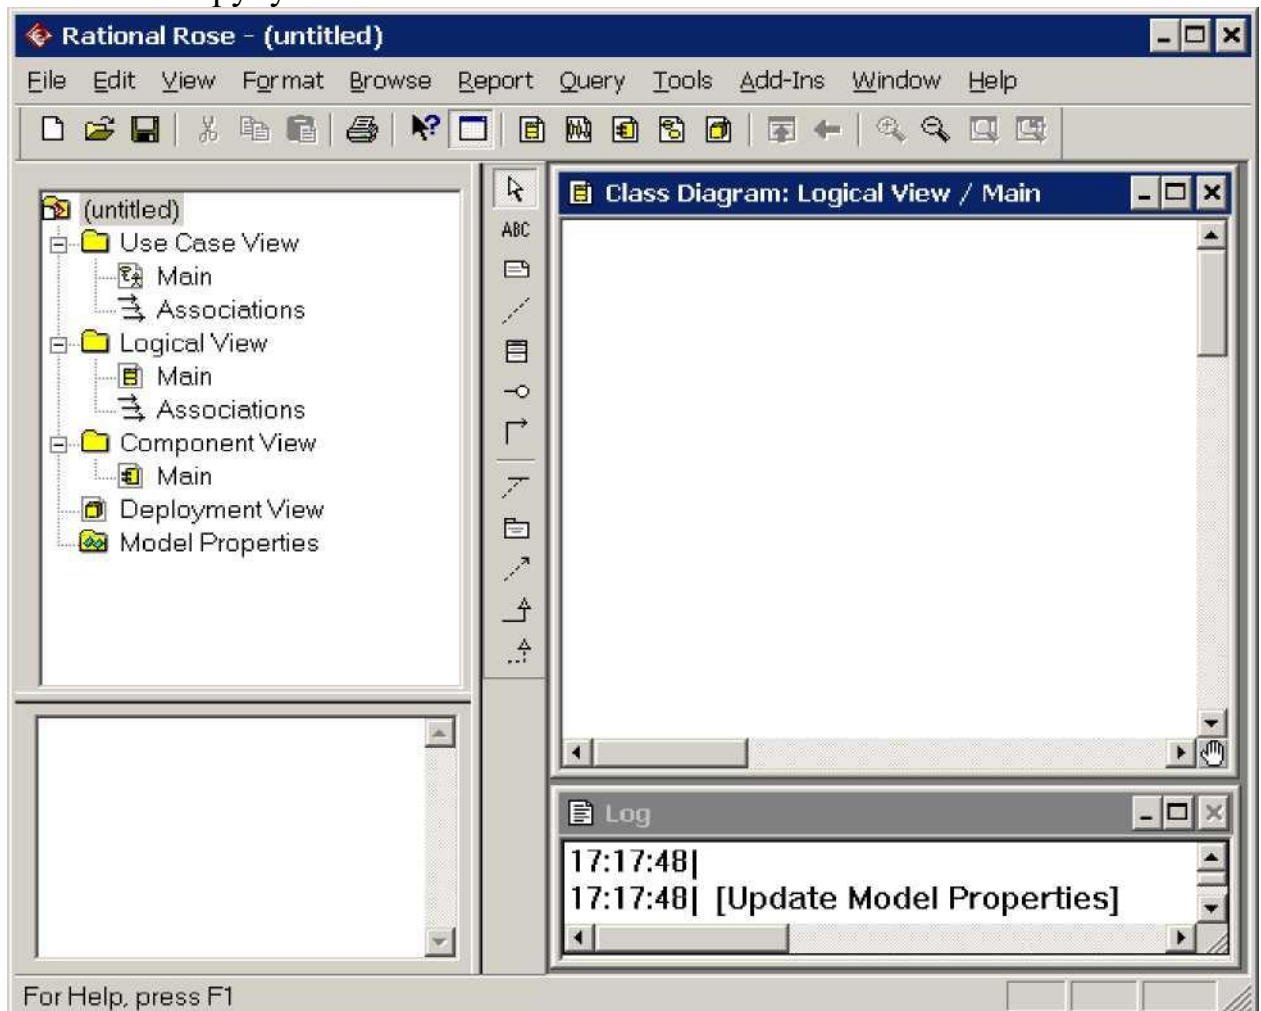 Rational Rose - (untitled)
File Edit View Format Browse Report Query Tools Add-Ins Window Help
(untitled)
Use Case View
Main
Associations
Logical View
Main
Associations
Component View
Main
Deployment View
Model Properties
ABC
Class Diagram: Logical View / Main
Log
17:17:48|
17:17:48| [Update Model Properties]
For Help, press F1